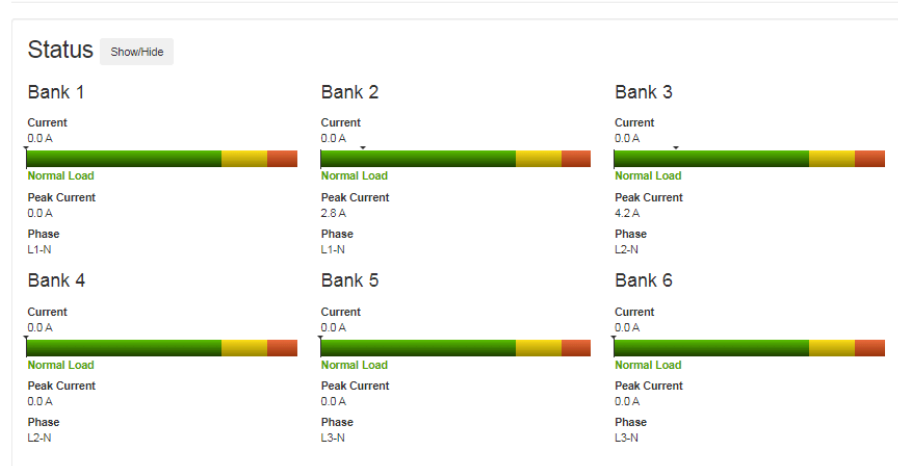 Status Show/Hide
Bank 1
Current
0.0 A
Normal Load
Peak Current
0.0 A
Phase
L1-N
Bank 2
Current
0.0 A
Normal Load
Peak Current
2.8 A
Phase
L1-N
Bank 3
Current
0.0 A
Normal Load
Peak Current
4.2 A
Phase
L2-N
Bank 4
Current
0.0 A
Normal Load
Peak Current
0.0 A
Phase
L2-N
Bank 5
Current
0.0 A
Normal Load
Peak Current
0.0 A
Phase
L3-N
Bank 6
Current
0.0 A
Normal Load
Peak Current
0.0 A
Phase
L3-N